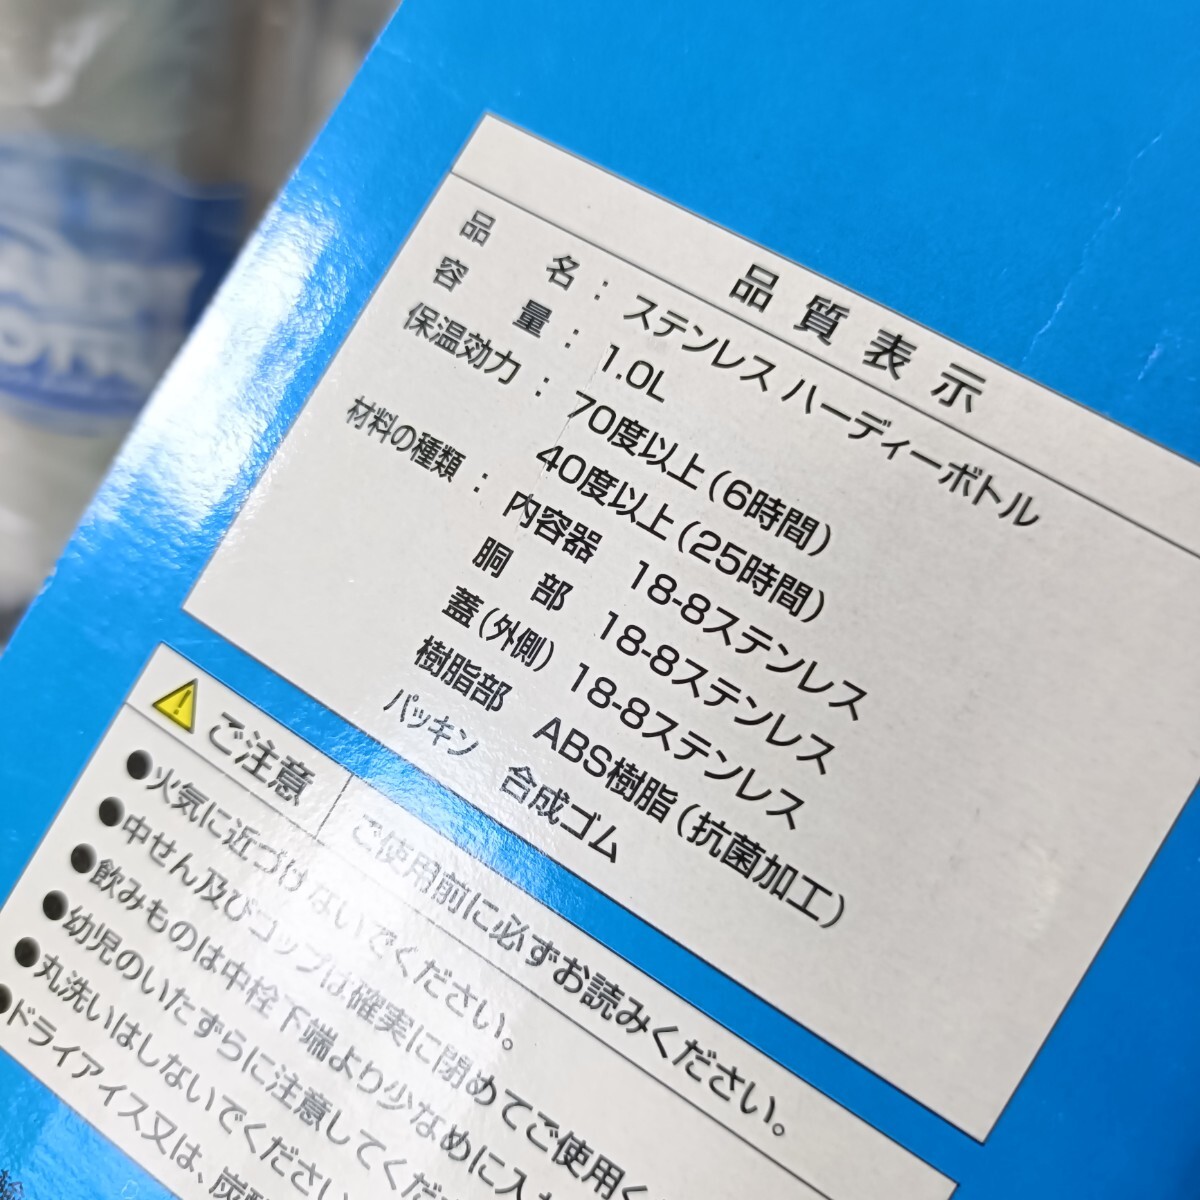 品質表示
品名：ステンレス ハーディーボトル
容量：1.0L
保温効力：70度以上（6時間）
40度以上（25時間）
材料の種類：内容器 18-8ステンレス
胴部 18-8ステンレス
蓋（外側） 18-8ステンレス
樹脂部 ABS樹脂（抗菌加工）
パッキン 合成ゴム
ご注意 ご使用前に必ずお読みください。
●火気に近づけないでください。
●中せん及びコップは確実に閉めてご使用く
●飲みものは中栓下端より少なめに入
●幼児のいたずらに注意してくだ
●丸洗いはしないでください
●ドライアイス又は、炭酸